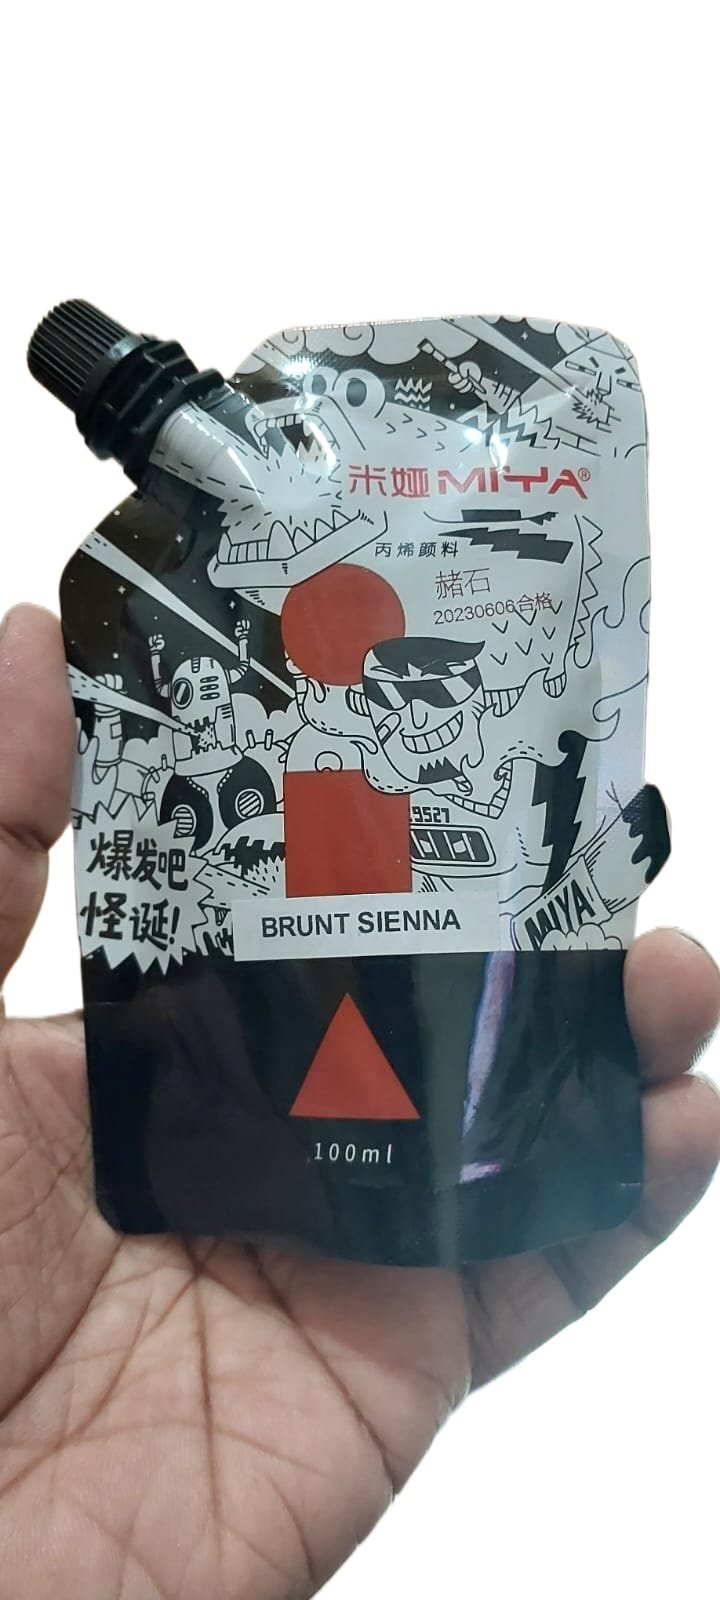 米娅 MIYA®
丙烯颜料
赭石
20230606合格
9527
爆发吧
怪诞!
MIYA
BRUNT SIENNA
100ml